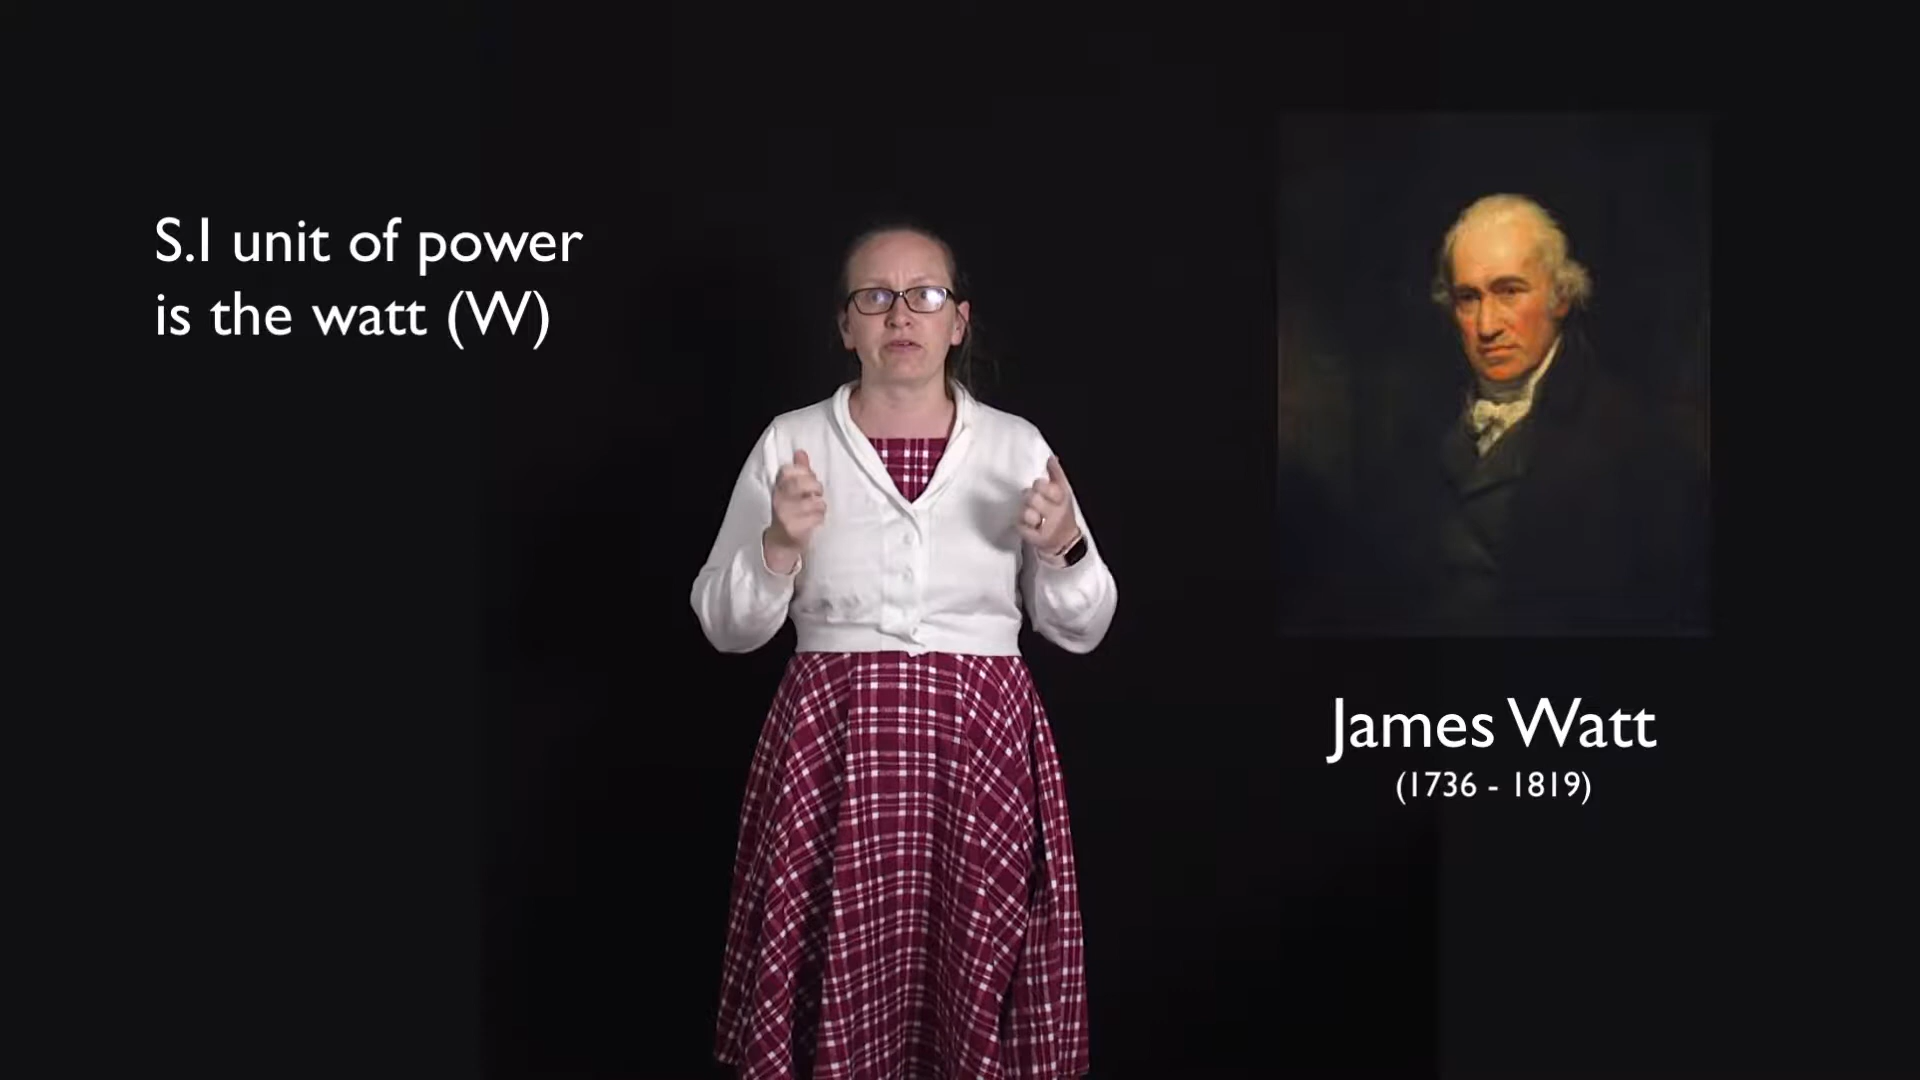 S.I unit of power
is the watt (W)
James Watt
(1736 - 1819)